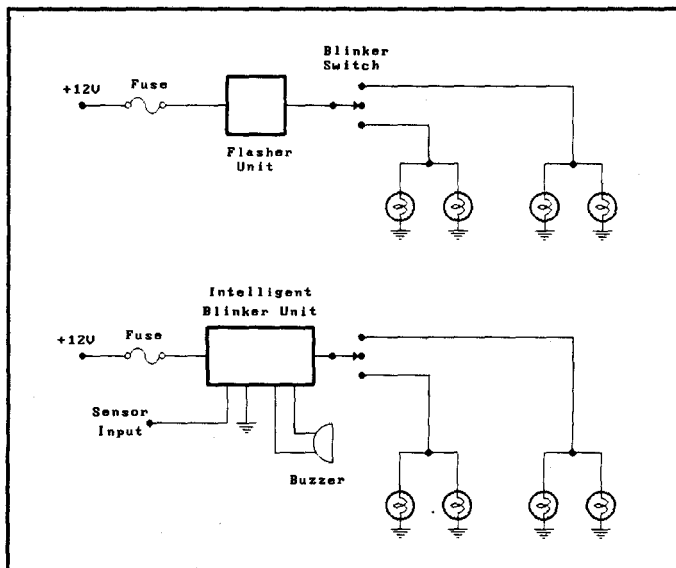 Blinker
Switch
Fuse
+12V
Flasher
Unit
Intelligent
Blinker Unit
Fuse
+12V
Sensor
Input
Buzzer